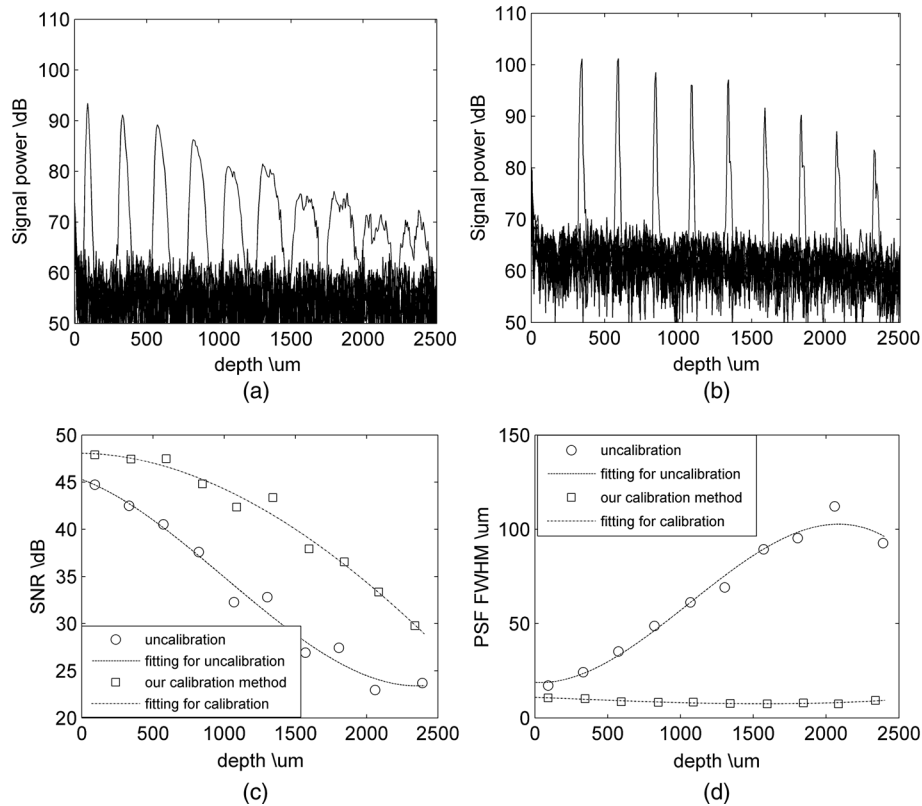 110
100
90
80
70
60
50
Signal power \dB
0
500
1000
1500
2000
2500
depth \um
(a)
110
100
90
80
70
60
50
Signal power \dB
0
500
1000
1500
2000
2500
depth \um
(b)
50
45
40
35
30
25
20
SNR \dB
uncalibration
fitting for uncalibration
our calibration method
fitting for calibration
0
500
1000
1500
2000
2500
depth \um
(c)
150
100
50
0
PSF FWHM \um
uncalibration
fitting for uncalibration
our calibration method
fitting for calibration
0
500
1000
1500
2000
2500
depth \um
(d)